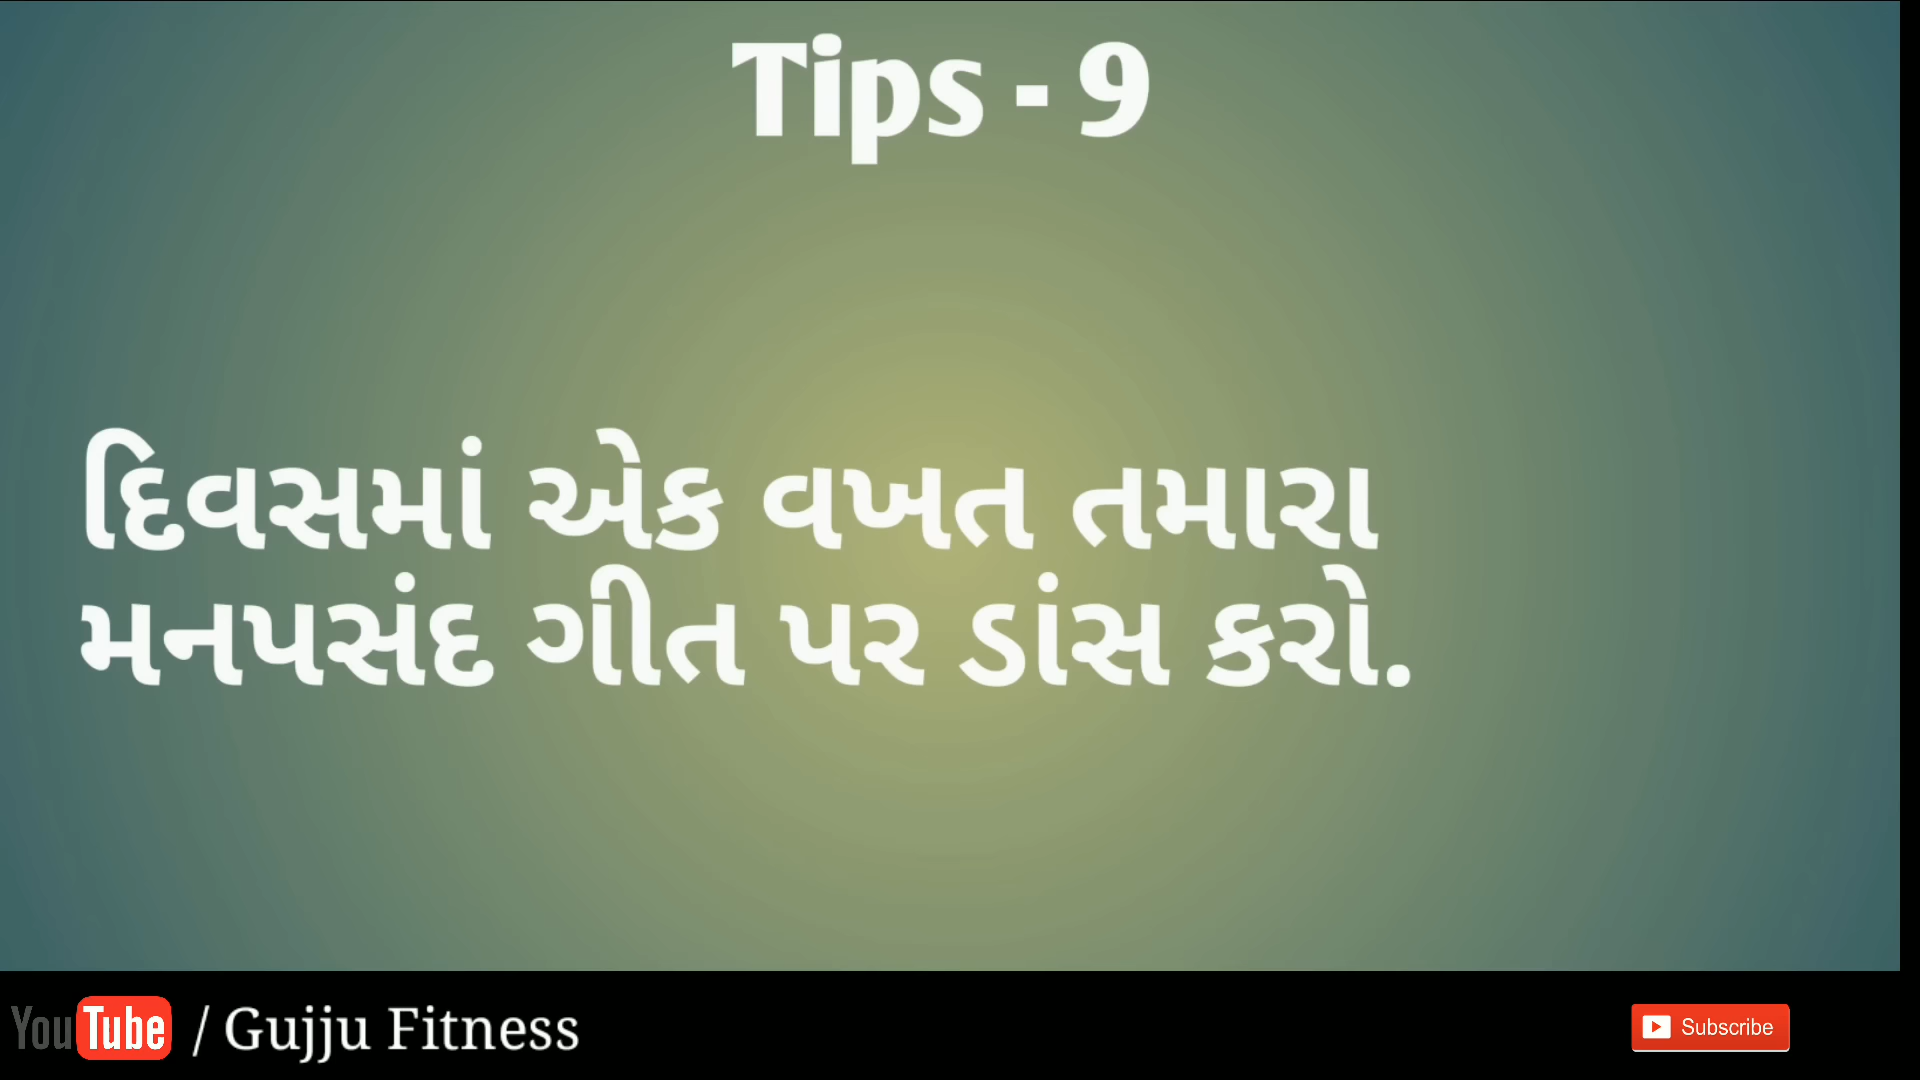 Tips - 9
દિવસમાં એક વખત તમારા
મનપસંદ ગીત પર ડાંસ કરો.
YouTube / Gujju Fitness
Subscribe